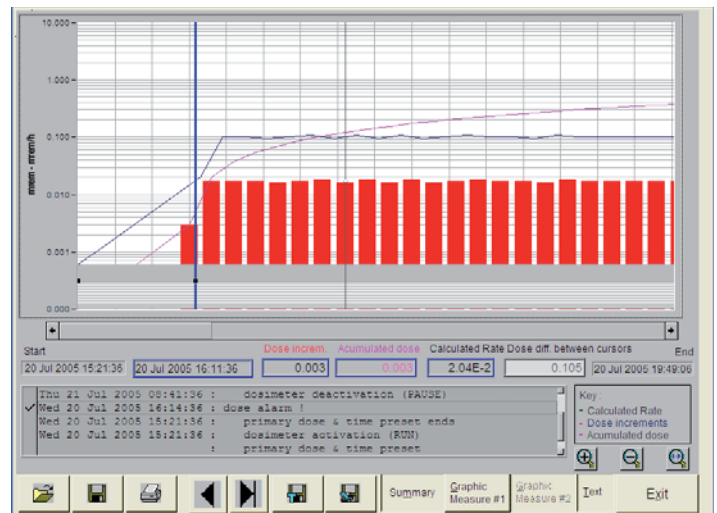 10.000
1.000
0.100
0.010
0.001
0.000
mrem - mrem/h
Start
Dose increm.
Acumulated dose
Calculated Rate
Dose diff. between cursors
End
20 Jul 2005 15:21:36
20 Jul 2005 16:11:36
0.003
0.003
2.04E-2
0.105
20 Jul 2005 19:49:06
Thu 21 Jul 2005 08:41:36 : dosimeter deactivation (PAUSE)
Wed 20 Jul 2005 16:14:36 : dose alarm !
Wed 20 Jul 2005 15:21:36 : primary dose & time preset ends
Wed 20 Jul 2005 15:21:36 : dosimeter activation (RUN)
: primary dose & time preset
Key:
- Calculated Rate
- Dose increments
- Acumulated dose
Summary
Graphic
Measure #1
Graphic
Measure #2
Text
Exit